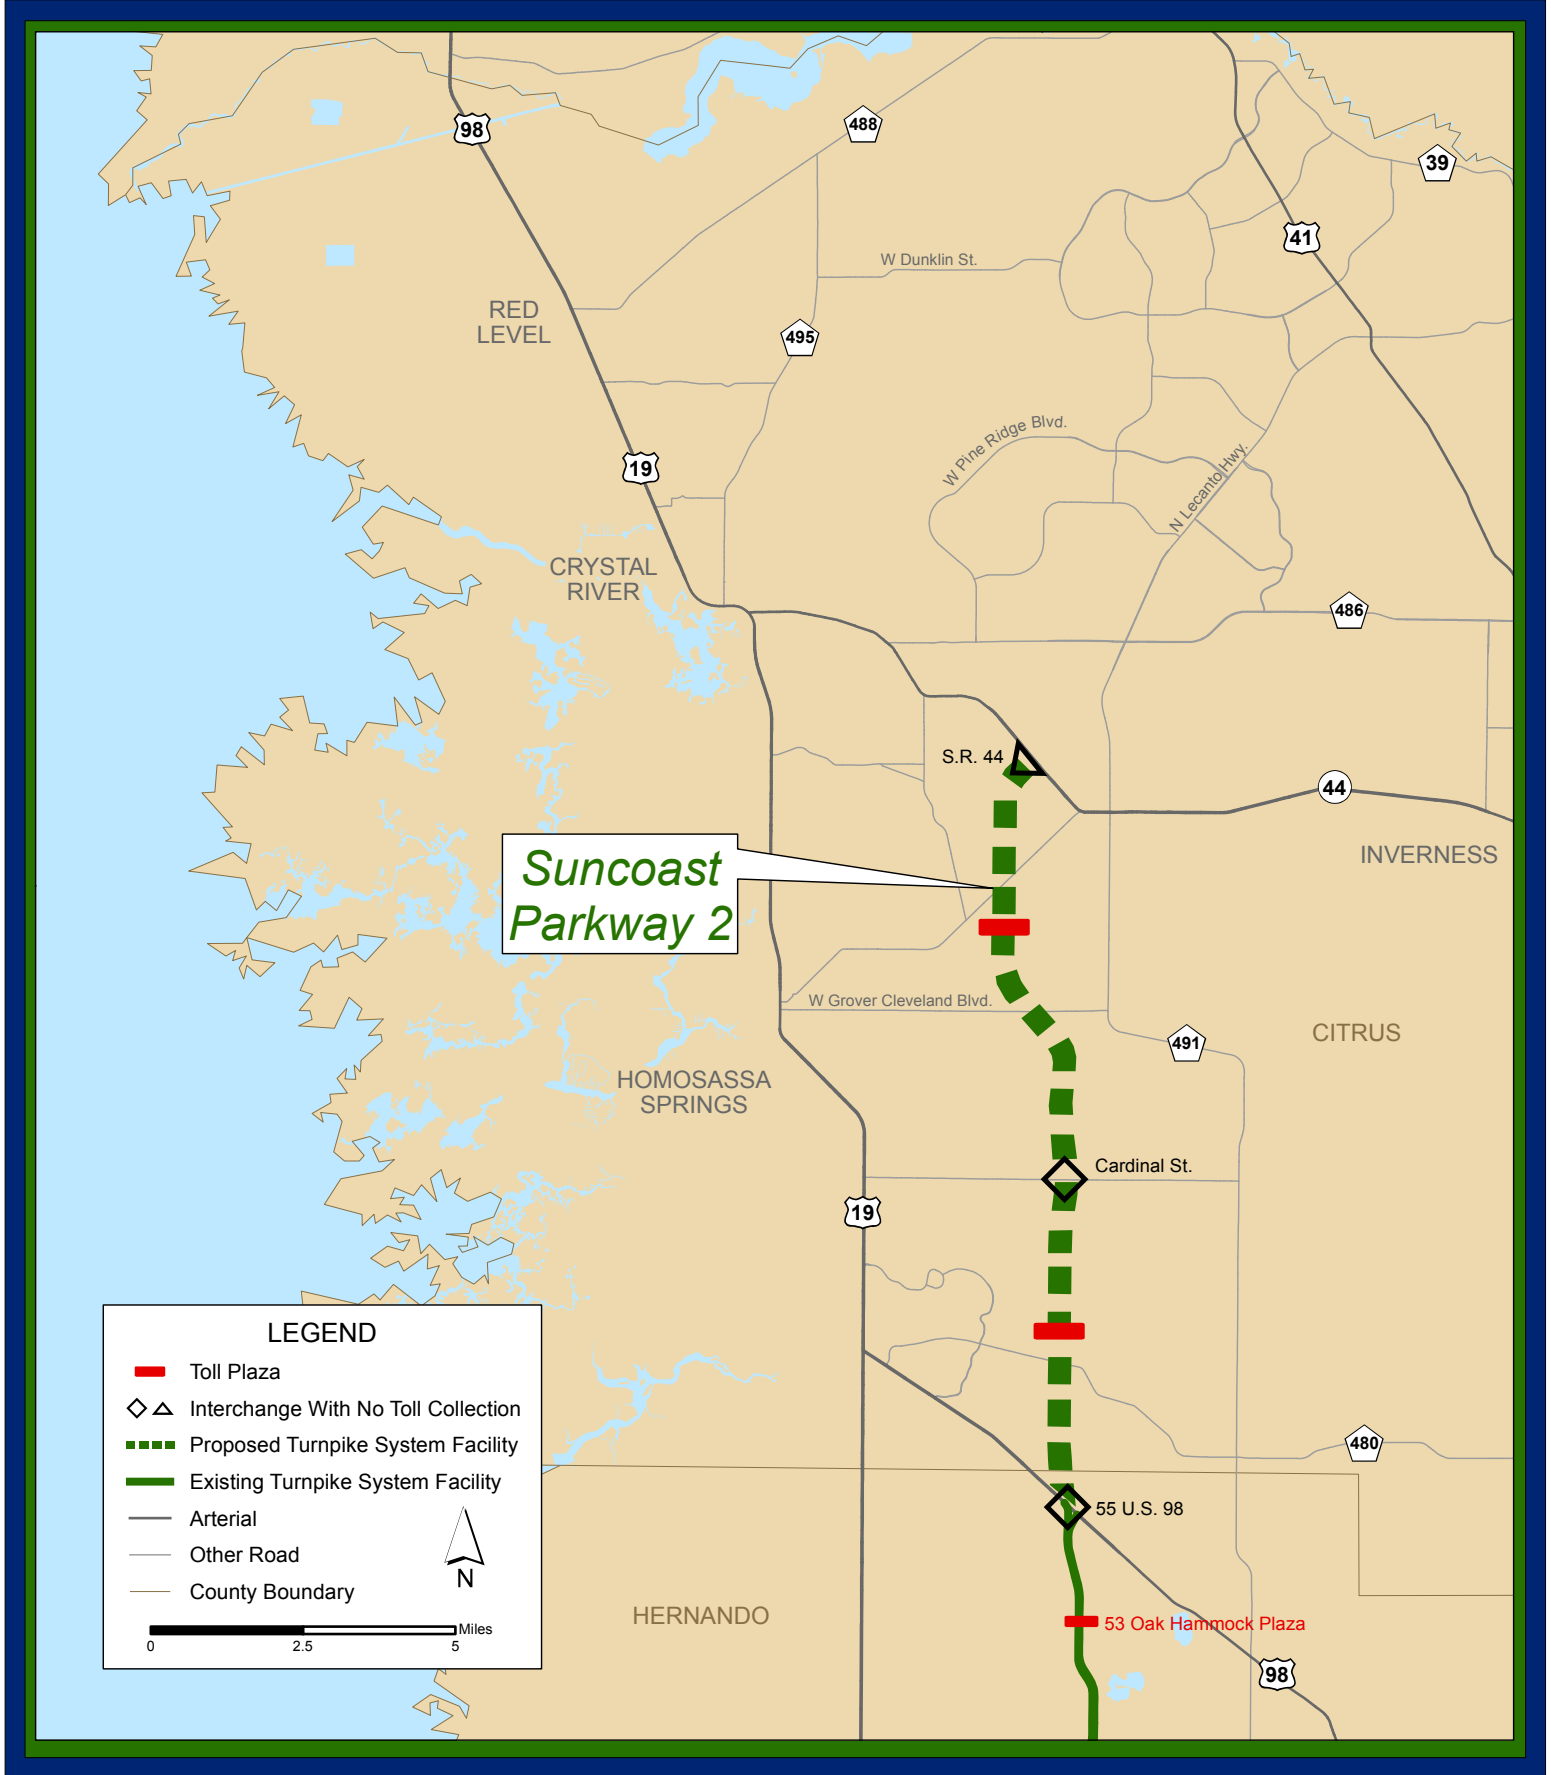 98
488
39
41
W Dunklin St.
RED
LEVEL
495
W Pine Ridge Blvd.
19
N Lecanto Hwy.
CRYSTAL
RIVER
486
S.R. 44
44
INVERNESS
Suncoast
Parkway 2
W Grover Cleveland Blvd.
CITRUS
491
HOMOSASSA
SPRINGS
Cardinal St.
19
LEGEND
Toll Plaza
Interchange With No Toll Collection
Proposed Turnpike System Facility
Existing Turnpike System Facility
Arterial
Other Road
County Boundary
N
Miles
0 2.5 5
480
55 U.S. 98
HERNANDO
53 Oak Hammock Plaza
98